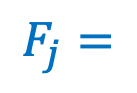 F_j =